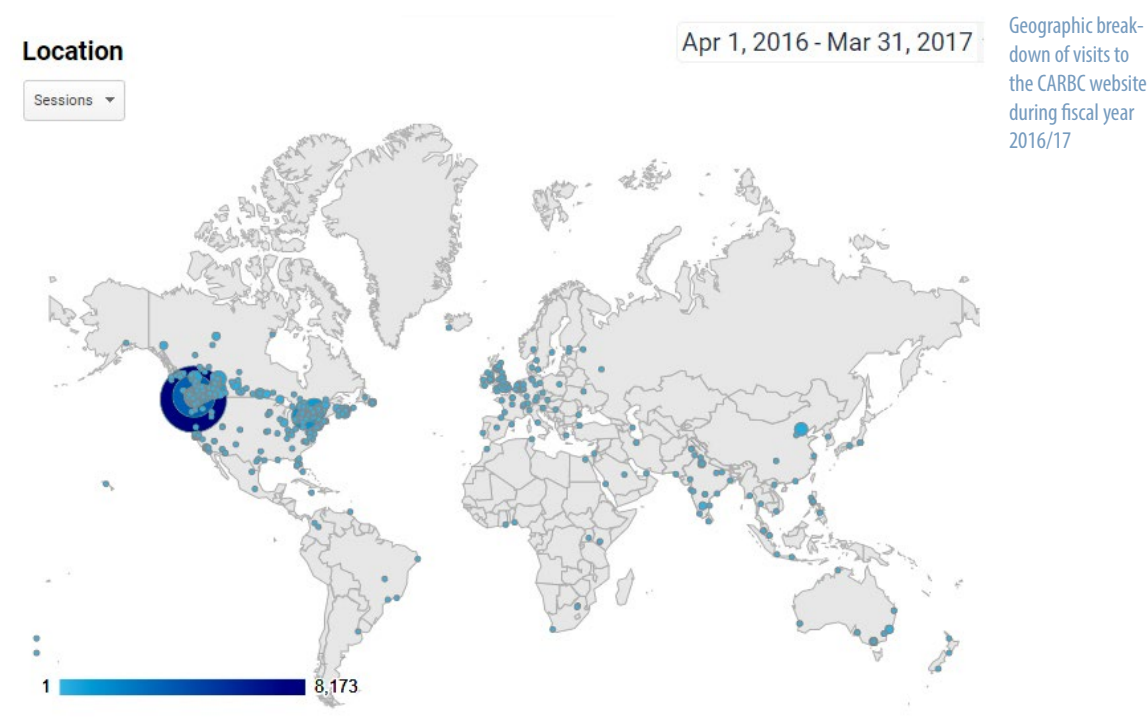 Location
Apr 1, 2016 - Mar 31, 2017
Sessions
Geographic break-
down of visits to
the CARBC website
during fiscal year
2016/17
1
8,173